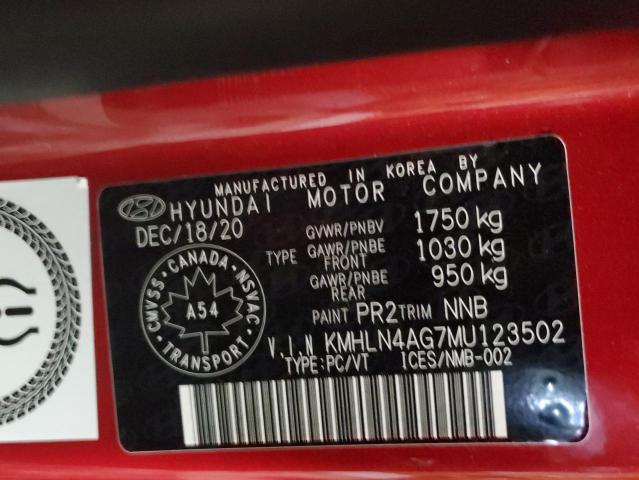 MANUFACTURED IN KOREA BY
HYUNDAI MOTOR COMPANY
DEC/18/20
GVWR/PNBV 1750 kg
TYPE
GAWR/PNBE FRONT 1030 kg
GAWR/PNBE REAR 950 kg
CMVSS · CANADA · NSVAC
A54
TRANSPORT
PAINT PR2 TRIM NNB
V.I.N KMHLN4AG7MU123502
TYPE:PC/VT ICES/NMB-002